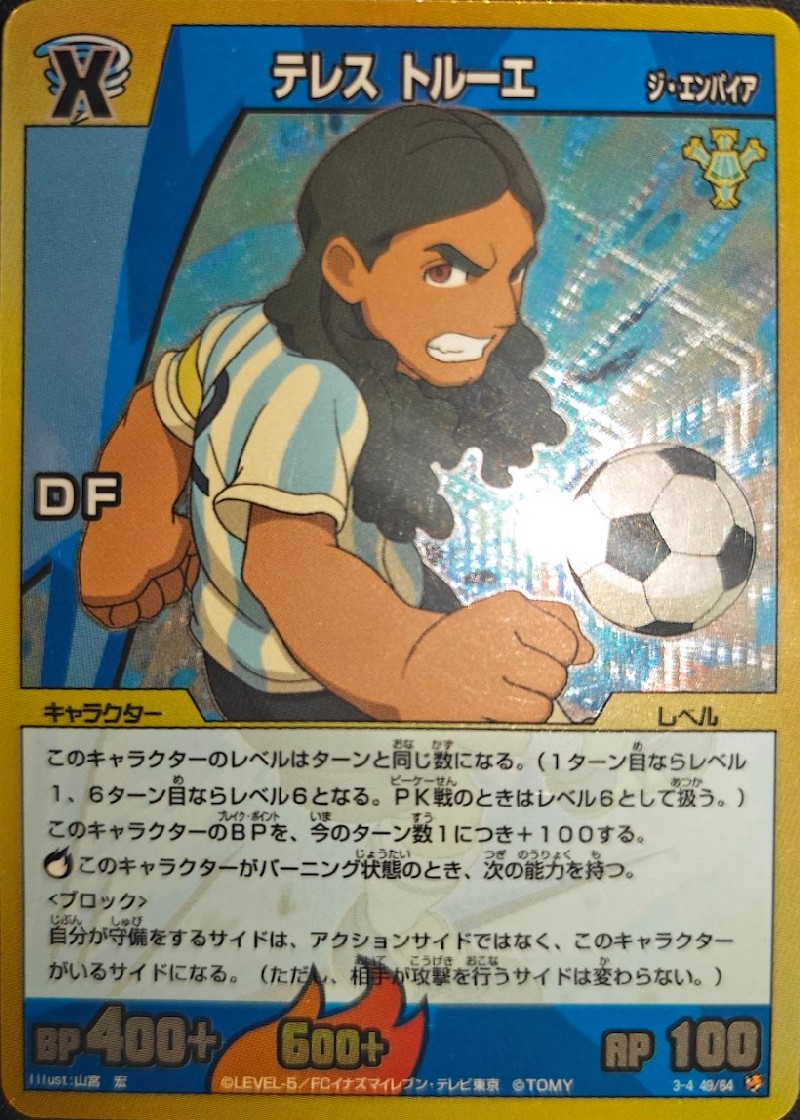 X
テレス トルーエ
ジ・エンパイア
DF
キャラクター
レベル
このキャラクターのレベルはターンと同じ数になる。（1ターン目ならレベル
1、6ターン目ならレベル6となる。PK戦のときはレベル6として扱う。）
このキャラクターのBPを、今のターン数1につき＋100する。
このキャラクターがバーニング状態のとき、次の能力を持つ。
<ブロック>
自分が守備をするサイドは、アクションサイドではなく、このキャラクター
がいるサイドになる。（ただし、相手が攻撃を行うサイドは変わらない。）
BP 400+
600+
RP 100
Illust:山宮 宏
©LEVEL-5／FCイナズマイレブン・テレビ東京 ©TOMY
3-4 49/64